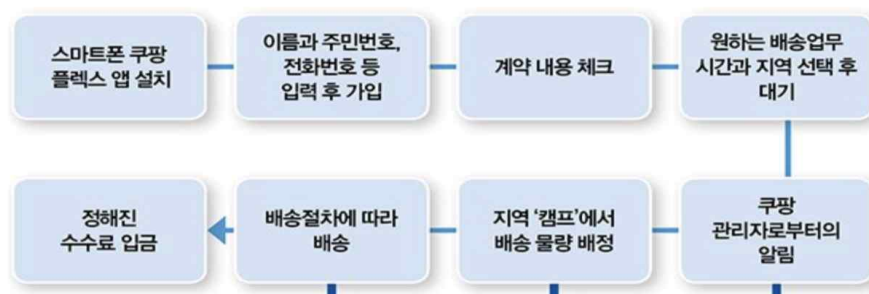 스마트폰 쿠팡
플렉스 앱 설치
이름과 주민번호,
전화번호 등
입력 후 가입
계약 내용 체크
원하는 배송업무
시간과 지역 선택 후
대기
쿠팡
관리자로부터의
알림
지역 ‘캠프’에서
배송 물량 배정
배송절차에 따라
배송
정해진
수수료 입금